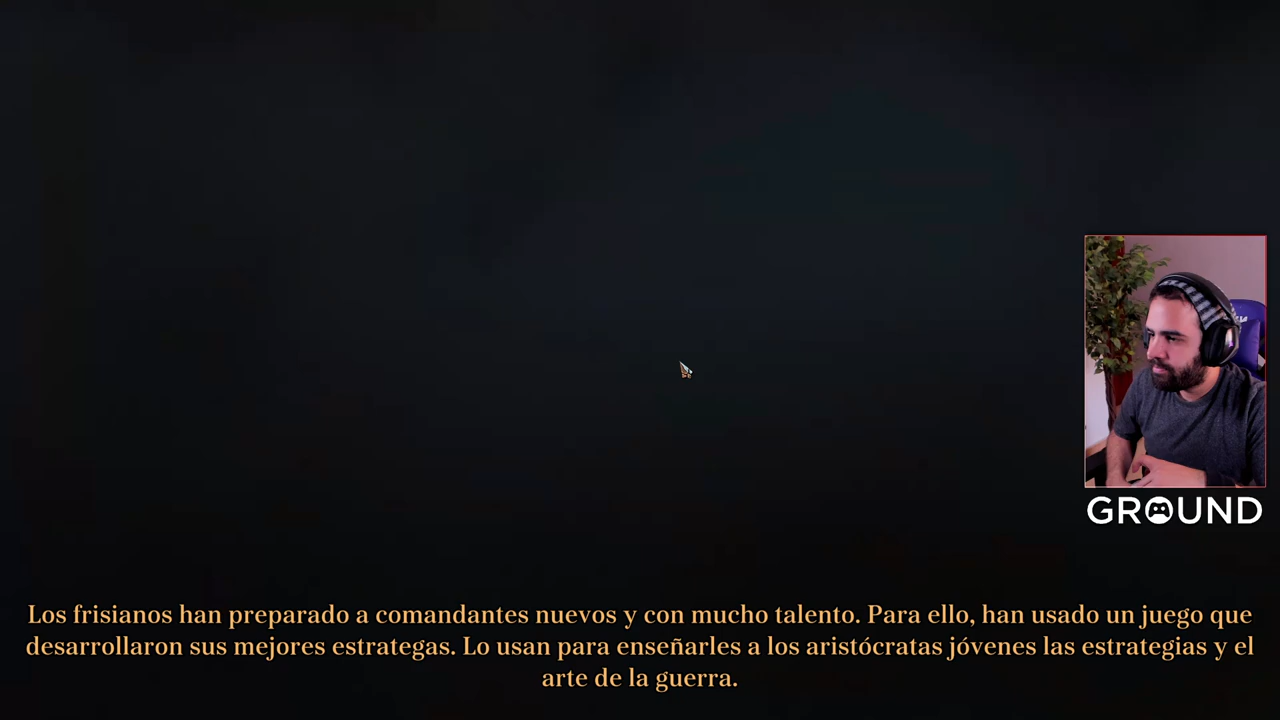 GROUND
Los frisianos han preparado a comandantes nuevos y con mucho talento. Para ello, han usado un juego que
desarrollaron sus mejores estrategas. Lo usan para enseñarles a los aristócratas jóvenes las estrategias y el
arte de la guerra.